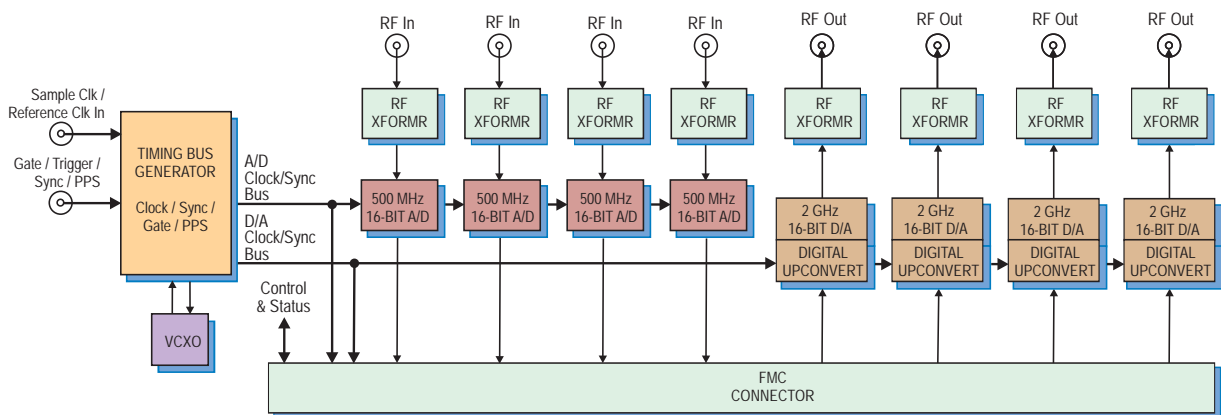 RF In
RF In
RF In
RF In
RF Out
RF Out
RF Out
RF Out
Sample Clk /
Reference Clk In
Gate / Trigger /
Sync / PPS
TIMING BUS
GENERATOR
Clock / Sync /
Gate / PPS
VCXO
A/D
Clock/Sync
Bus
D/A
Clock/Sync
Bus
Control
& Status
RF
XFORMR
RF
XFORMR
RF
XFORMR
RF
XFORMR
RF
XFORMR
RF
XFORMR
RF
XFORMR
RF
XFORMR
500 MHz
16-BIT A/D
500 MHz
16-BIT A/D
500 MHz
16-BIT A/D
500 MHz
16-BIT A/D
2 GHz
16-BIT D/A
DIGITAL
UPCONVERT
2 GHz
16-BIT D/A
DIGITAL
UPCONVERT
2 GHz
16-BIT D/A
DIGITAL
UPCONVERT
2 GHz
16-BIT D/A
DIGITAL
UPCONVERT
FMC
CONNECTOR